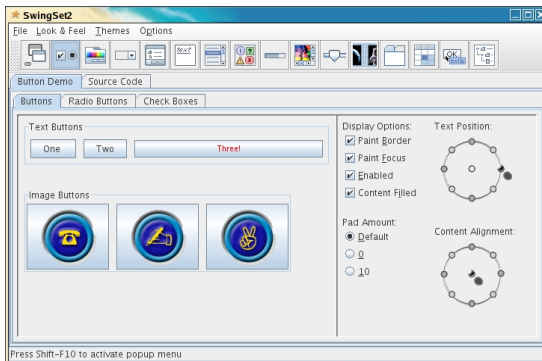 SwingSet2
File Look & Feel Themes Options
text
OK
Button Demo Source Code
Buttons Radio Buttons Check Boxes
Text Buttons
One Two Three!
Image Buttons
Display Options:
Paint Border
Paint Focus
Enabled
Content Filled
Pad Amount:
Default
0
10
Text Position:
Content Alignment:
Press Shift-F10 to activate popup menu